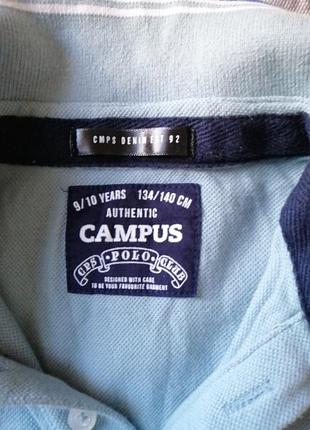 CMPS DENIM EST 92
9/10 YEARS 134/140 CM
AUTHENTIC
CAMPUS
CPS POLO CLUB
DESIGNED WITH CARE
TO BE YOUR FAVOURITE GARMENT